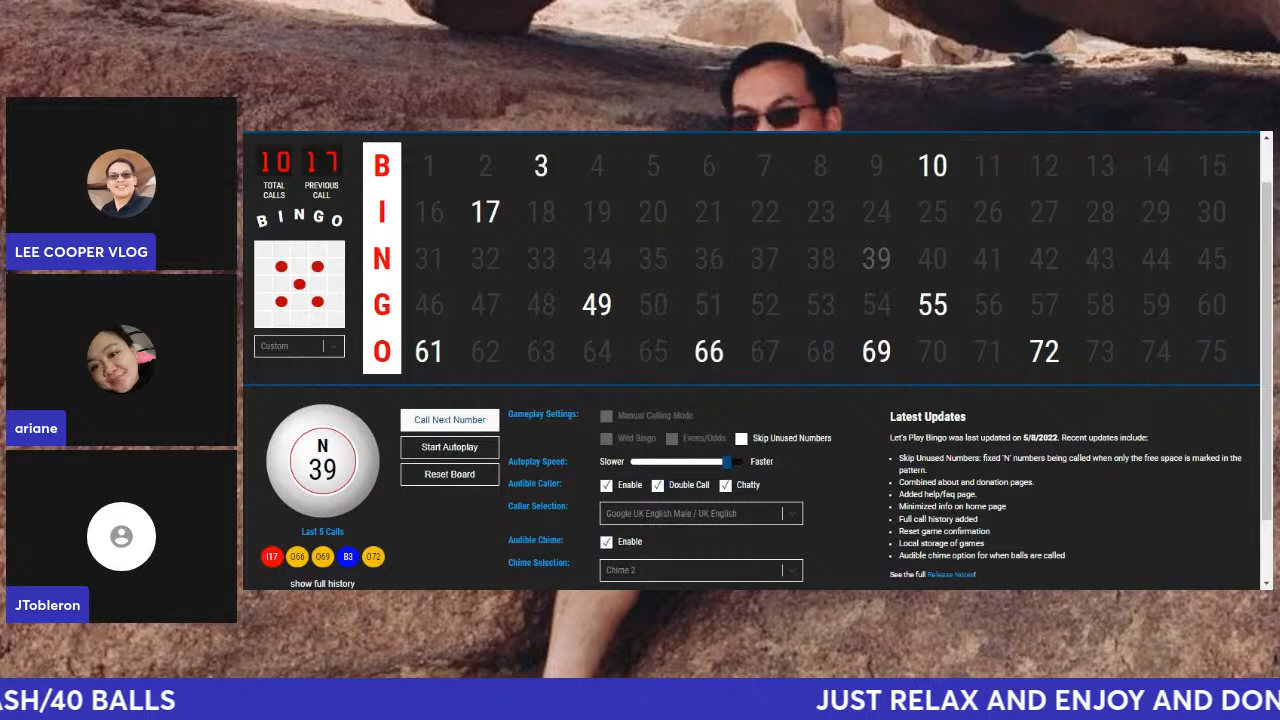 LEE COOPER VLOG
ariane
JTobleron
10 17
TOTAL CALLS PREVIOUS CALL
B I N G O
Custom
B 1 2 3 4 5 6 7 8 9 10 11 12 13 14 15
I 16 17 18 19 20 21 22 23 24 25 26 27 28 29 30
N 31 32 33 34 35 36 37 38 39 40 41 42 43 44 45
G 46 47 48 49 50 51 52 53 54 55 56 57 58 59 60
O 61 62 63 64 65 66 67 68 69 70 71 72 73 74 75
N
39
Last 5 Calls
I17 O66 O69 B3 O72
show full history
Call Next Number
Start Autoplay
Reset Board
Gameplay Settings:
Manual Calling Mode
Wild Bingo Evens/Odds Skip Unused Numbers
Autoplay Speed: Slower Faster
Audible Caller: Enable Double Call Chatty
Caller Selection: Google UK English Male / UK English
Audible Chime: Enable
Chime Selection: Chime 2
Latest Updates
Let's Play Bingo was last updated on 5/8/2022. Recent updates include:
• Skip Unused Numbers: fixed 'N' numbers being called when only the free space is marked in the
pattern.
• Combined about and donation pages.
• Added help/faq page.
• Minimized info on home page
• Full call history added
• Reset game confirmation
• Local storage of games
• Audible chime option for when balls are called
See the full Release Notes!
ASH/40 BALLS JUST RELAX AND ENJOY AND DON